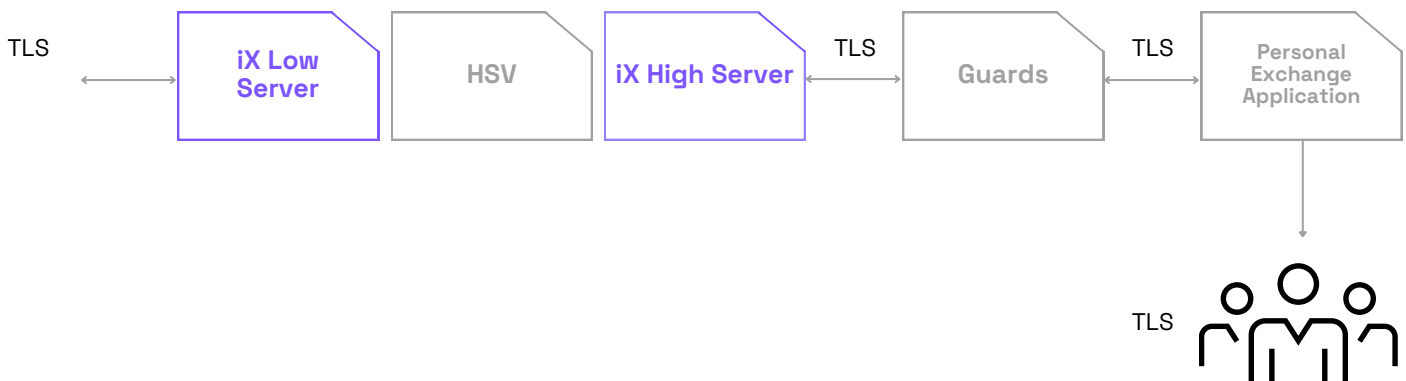 TLS
iX Low
Server
HSV
iX High Server
TLS
Guards
TLS
Personal
Exchange
Application
TLS